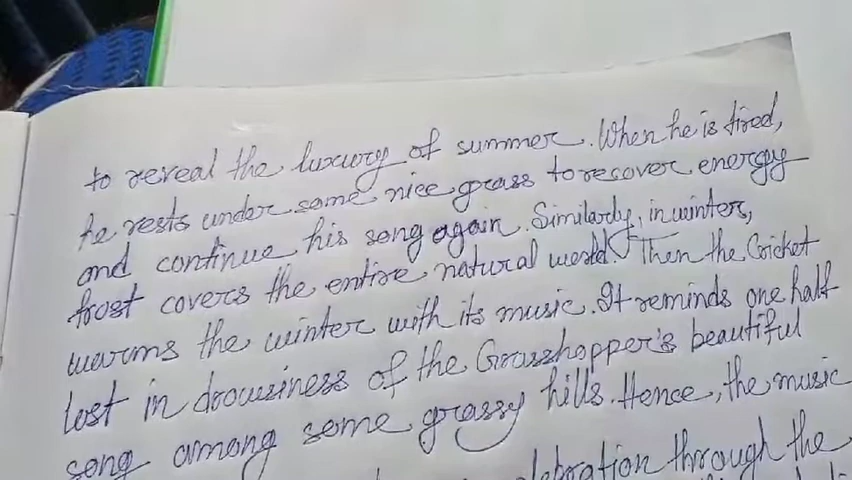 to reveal the luxury of summer. When he is tired,
he rests under some nice grass to recover energy
and continue his song again. Similarly, in winter,
frost covers the entire natural world. Then the Cricket
warms the winter with its music. It reminds one half
lost in drowsiness of the Grasshopper's beautiful
song among some grassy hills. Hence, the music
through the